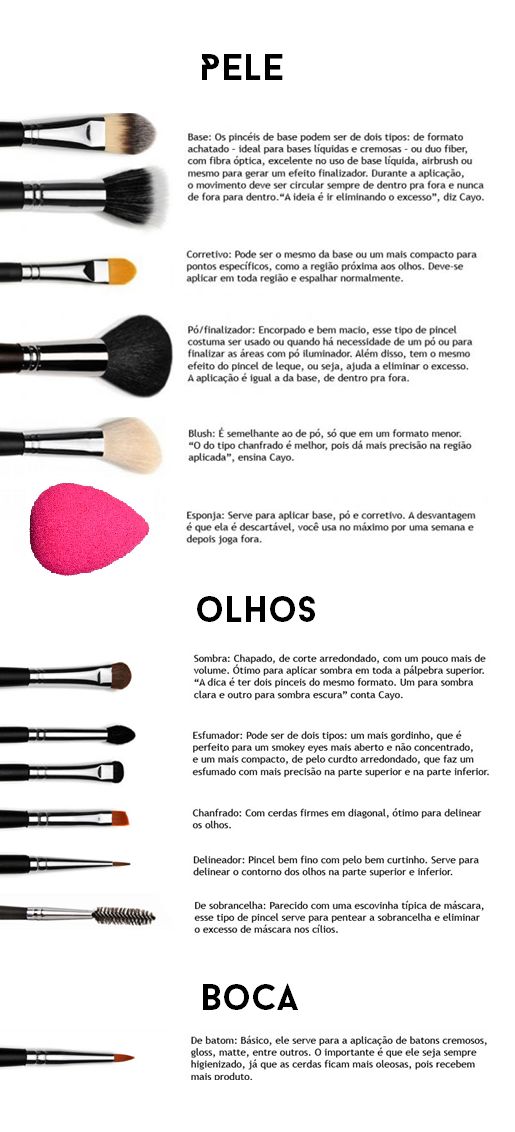 PELE
Base: Os pincéis de base podem ser de dois tipos: de formato
achatado – ideal para bases líquidas e cremosas – ou duo fiber,
com fibra óptica, excelente no uso de base líquida, airbrush ou
mesmo para gerar um efeito finalizador. Durante a aplicação,
o movimento deve ser circular sempre de dentro pra fora e nunca
de fora para dentro.“A ideia é ir eliminando o excesso”, diz Cayo.
Corretivo: Pode ser o mesmo da base ou um mais compacto para
pontos específicos, como a região próxima aos olhos. Deve-se
aplicar em toda região e espalhar normalmente.
Pó/finalizador: Encorpado e bem macio, esse tipo de pincel
costuma ser usado ou quando há necessidade de um pó ou para
finalizar as áreas com pó iluminador. Além disso, tem o mesmo
efeito do pincel de leque, ou seja, ajuda a eliminar o excesso.
A aplicação é igual a da base, de dentro pra fora.
Blush: É semelhante ao de pó, só que em um formato menor.
“O do tipo chanfrado é melhor, pois dá mais precisão na região
aplicada”, ensina Cayo.
Esponja: Serve para aplicar base, pó e corretivo. A desvantagem
é que ela é descartável, você usa no máximo por uma semana e
depois joga fora.
OLHOS
Sombra: Chapado, de corte arredondado, com um pouco mais de
volume. Ótimo para aplicar sombra em toda a pálpebra superior.
“A dica é ter dois pinceis do mesmo formato. Um para sombra
clara e outro para sombra escura” conta Cayo.
Esfumador: Pode ser de dois tipos: um mais gordinho, que é
perfeito para um smokey eyes mais aberto e não concentrado,
e um mais compacto, de pelo curdto arredondado, que faz um
esfumado com mais precisão na parte superior e na parte inferior.
Chanfrado: Com cerdas firmes em diagonal, ótimo para delinear
os olhos.
Delineador: Pincel bem fino com pelo bem curtinho. Serve para
delinear o contorno dos olhos na parte superior e inferior.
De sobrancelha: Parecido com uma escovinha típica de máscara,
esse tipo de pincel serve para pentear a sobrancelha e eliminar
o excesso de máscara nos cílios.
BOCA
De batom: Básico, ele serve para a aplicação de batons cremosos,
gloss, matte, entre outros. O importante é que ele seja sempre
higienizado, já que as cerdas ficam mais oleosas, pois recebem
mais produto.